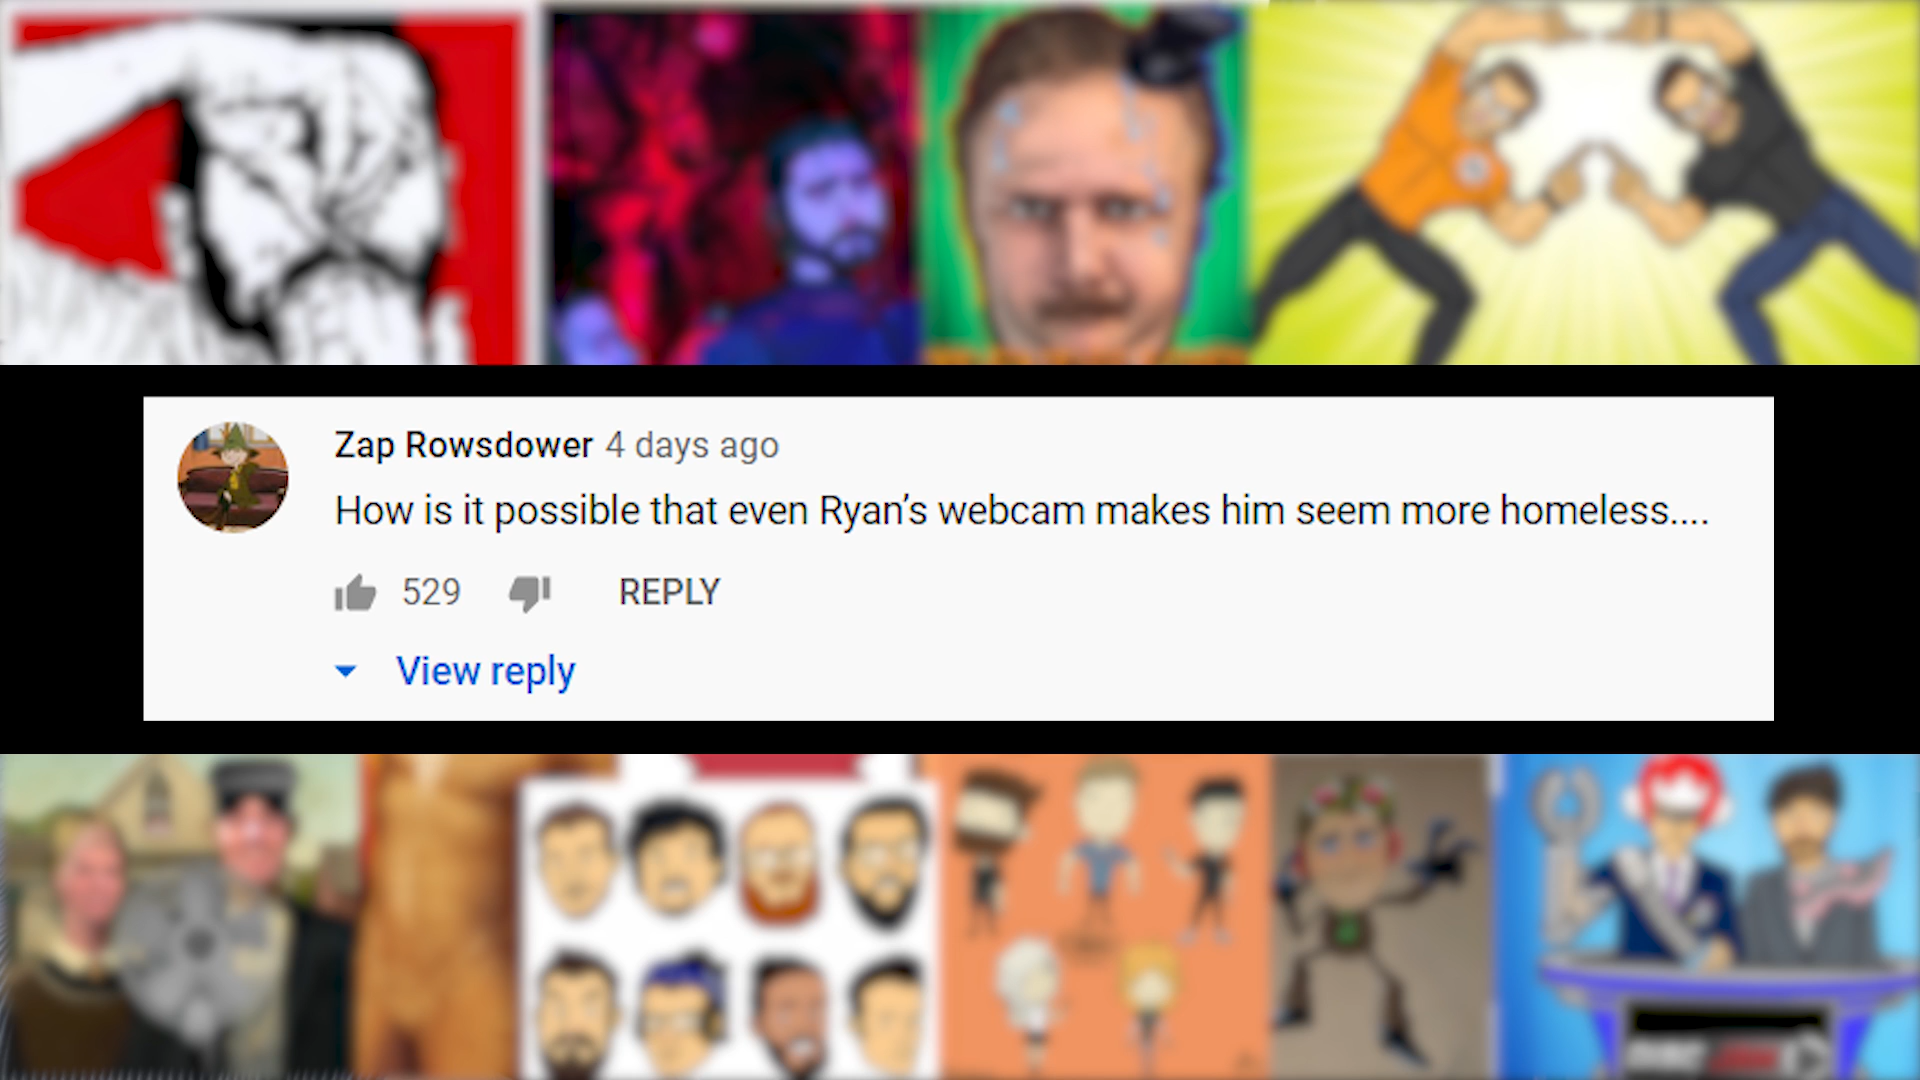 Zap Rowsdower 4 days ago
How is it possible that even Ryan’s webcam makes him seem more homeless....
529 REPLY
View reply